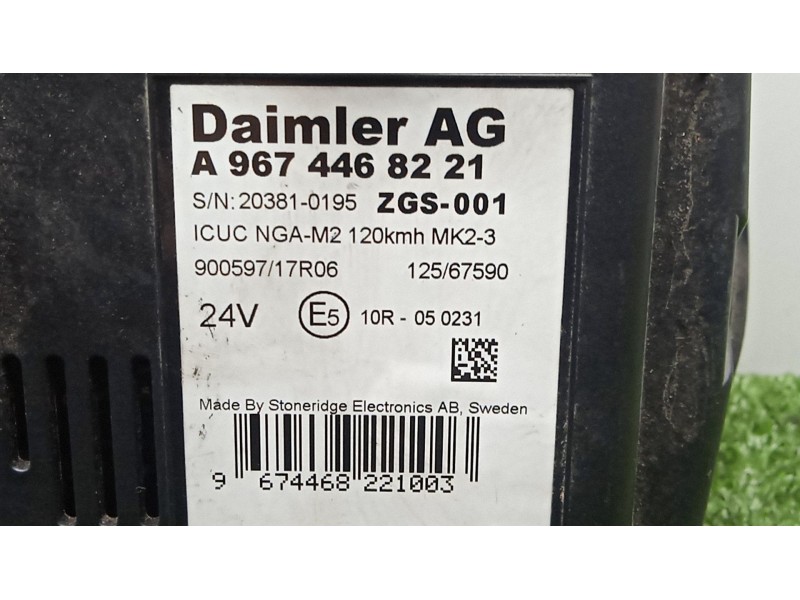 Daimler AG
A 967 446 82 21
S/N: 20381-0195 ZGS-001
ICUC NGA-M2 120kmh MK2-3
900597/17R06 125/67590
24V E5 10R - 05 0231
Made By Stoneridge Electronics AB, Sweden
9 674468 221003